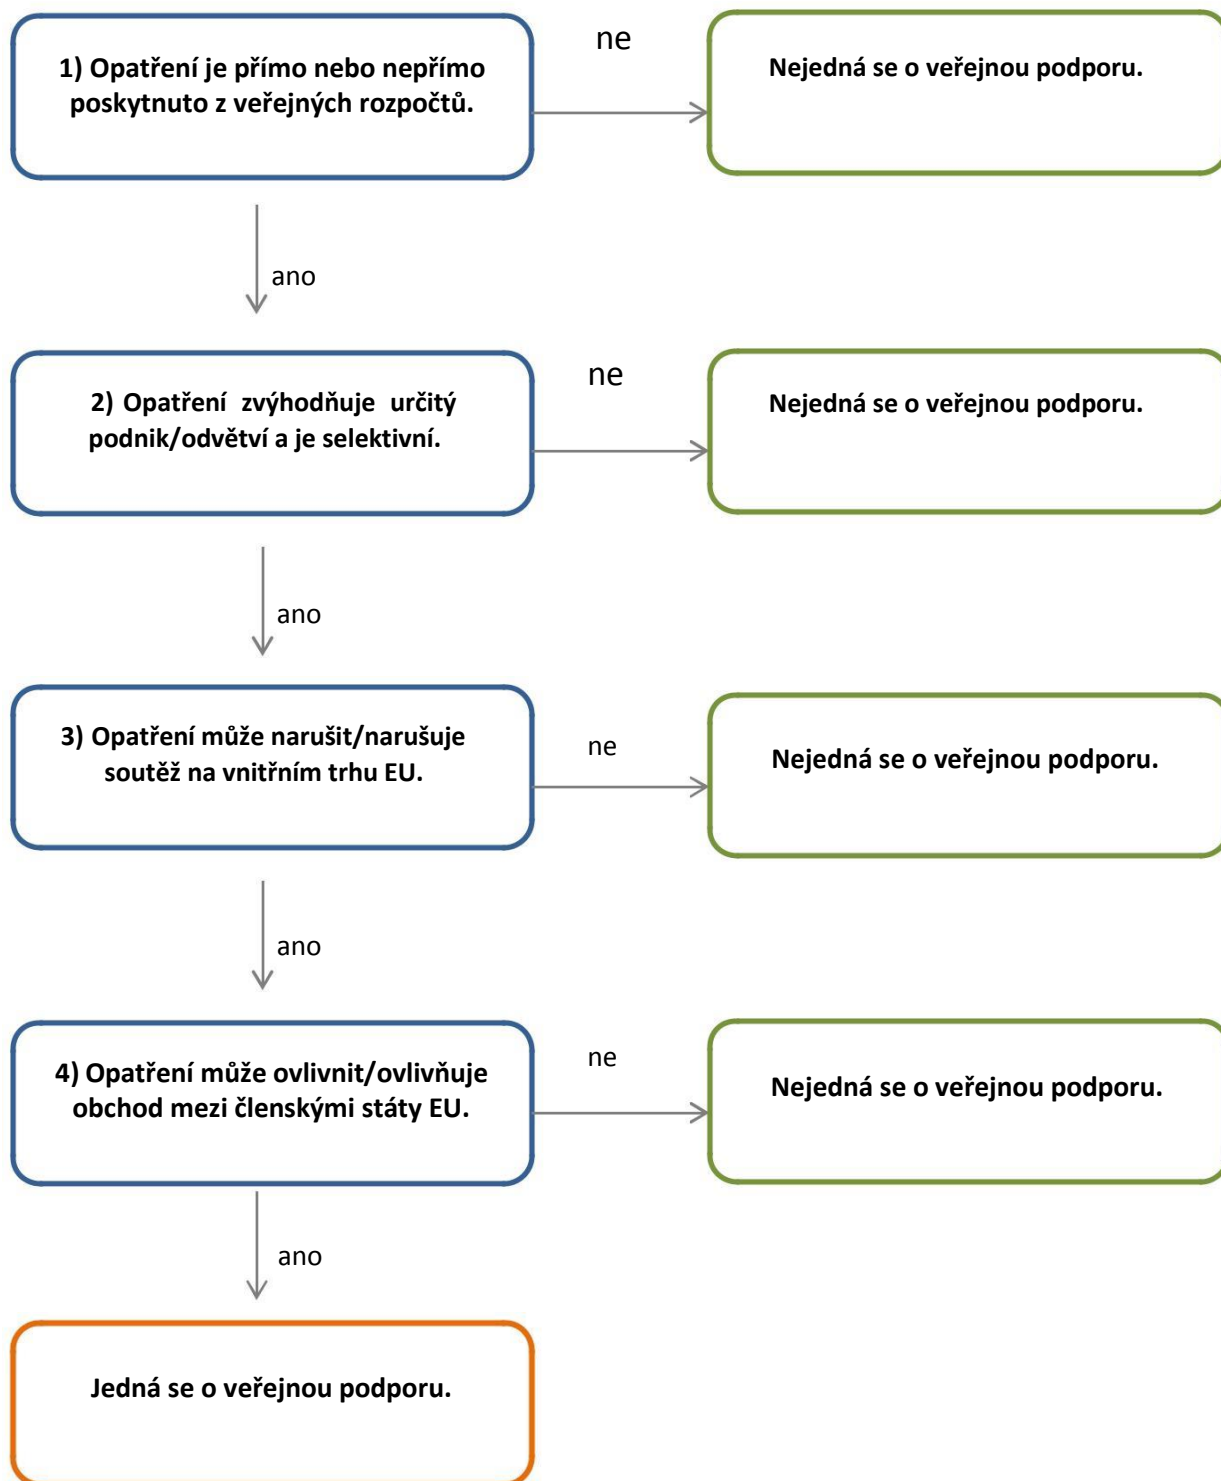 1) Opatření je přímo nebo nepřímo
poskytnuto z veřejných rozpočtů.
ne
Nejedná se o veřejnou podporu.
ano
2) Opatření zvýhodňuje určitý
podnik/odvětví a je selektivní.
ne
Nejedná se o veřejnou podporu.
ano
3) Opatření může narušit/narušuje
soutěž na vnitřním trhu EU.
ne
Nejedná se o veřejnou podporu.
ano
4) Opatření může ovlivnit/ovlivňuje
obchod mezi členskými státy EU.
ne
Nejedná se o veřejnou podporu.
ano
Jedná se o veřejnou podporu.